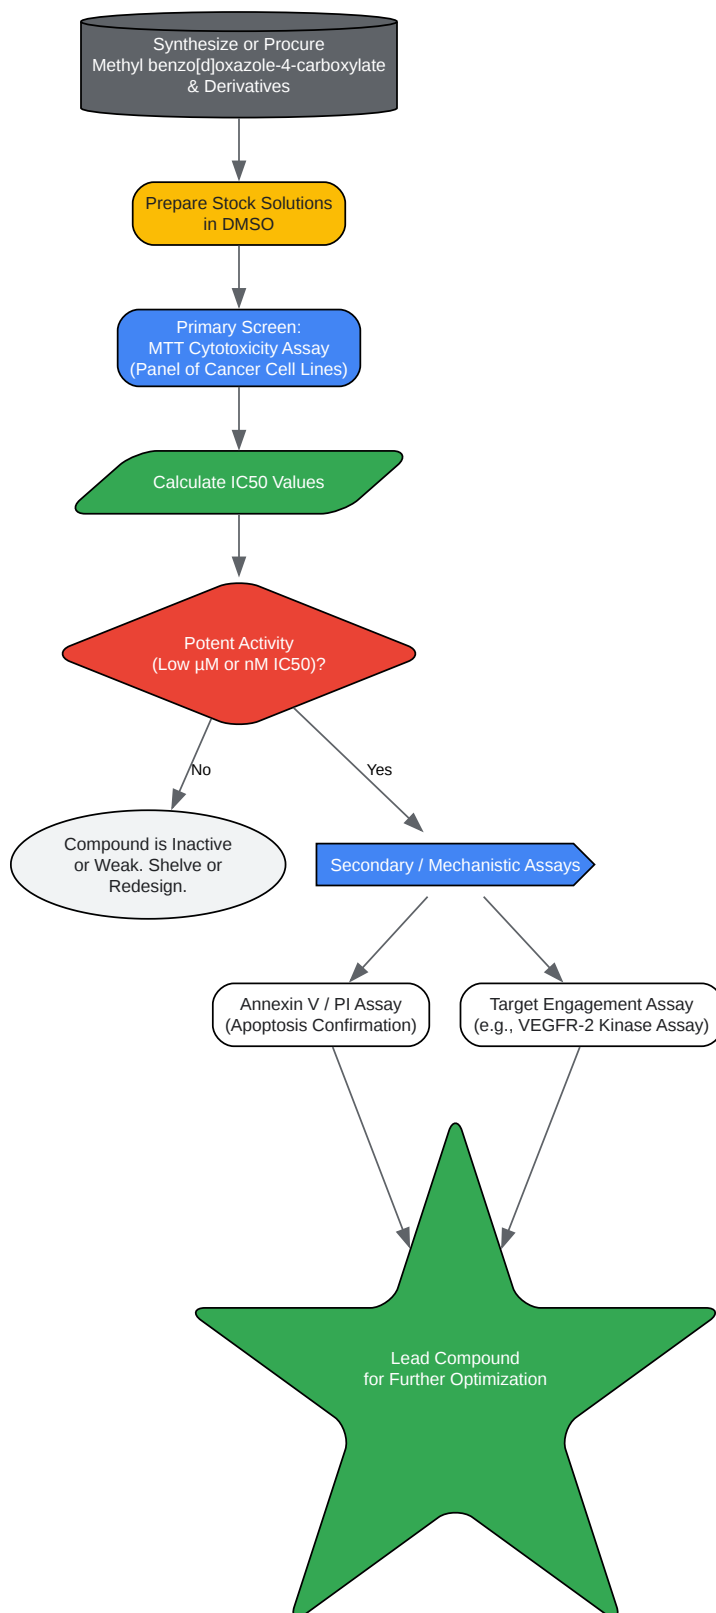 Synthesize or Procure
Methyl benzo[d]oxazole-4-carboxylate
& Derivatives
Prepare Stock Solutions
in DMSO
Primary Screen:
MTT Cytotoxicity Assay
(Panel of Cancer Cell Lines)
Calculate IC50 Values
Potent Activity
(Low µM or nM IC50)?
No
Yes
Compound is Inactive
or Weak. Shelve or
Redesign.
Secondary / Mechanistic Assays
Annexin V / PI Assay
(Apoptosis Confirmation)
Target Engagement Assay
(e.g., VEGFR-2 Kinase Assay)
Lead Compound
for Further Optimization